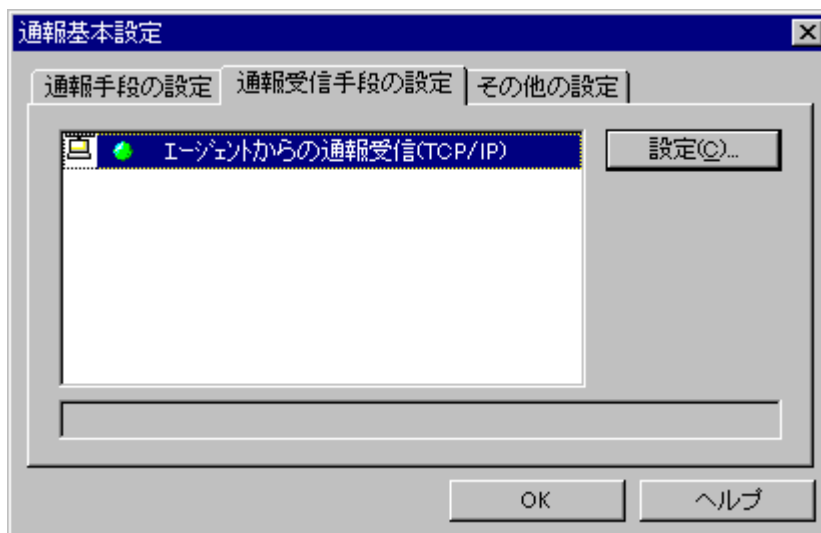 通報基本設定
通報手段の設定 通報受信手段の設定 その他の設定
エージェントからの通報受信(TCP/IP)
設定(C)...
OK ヘルプ